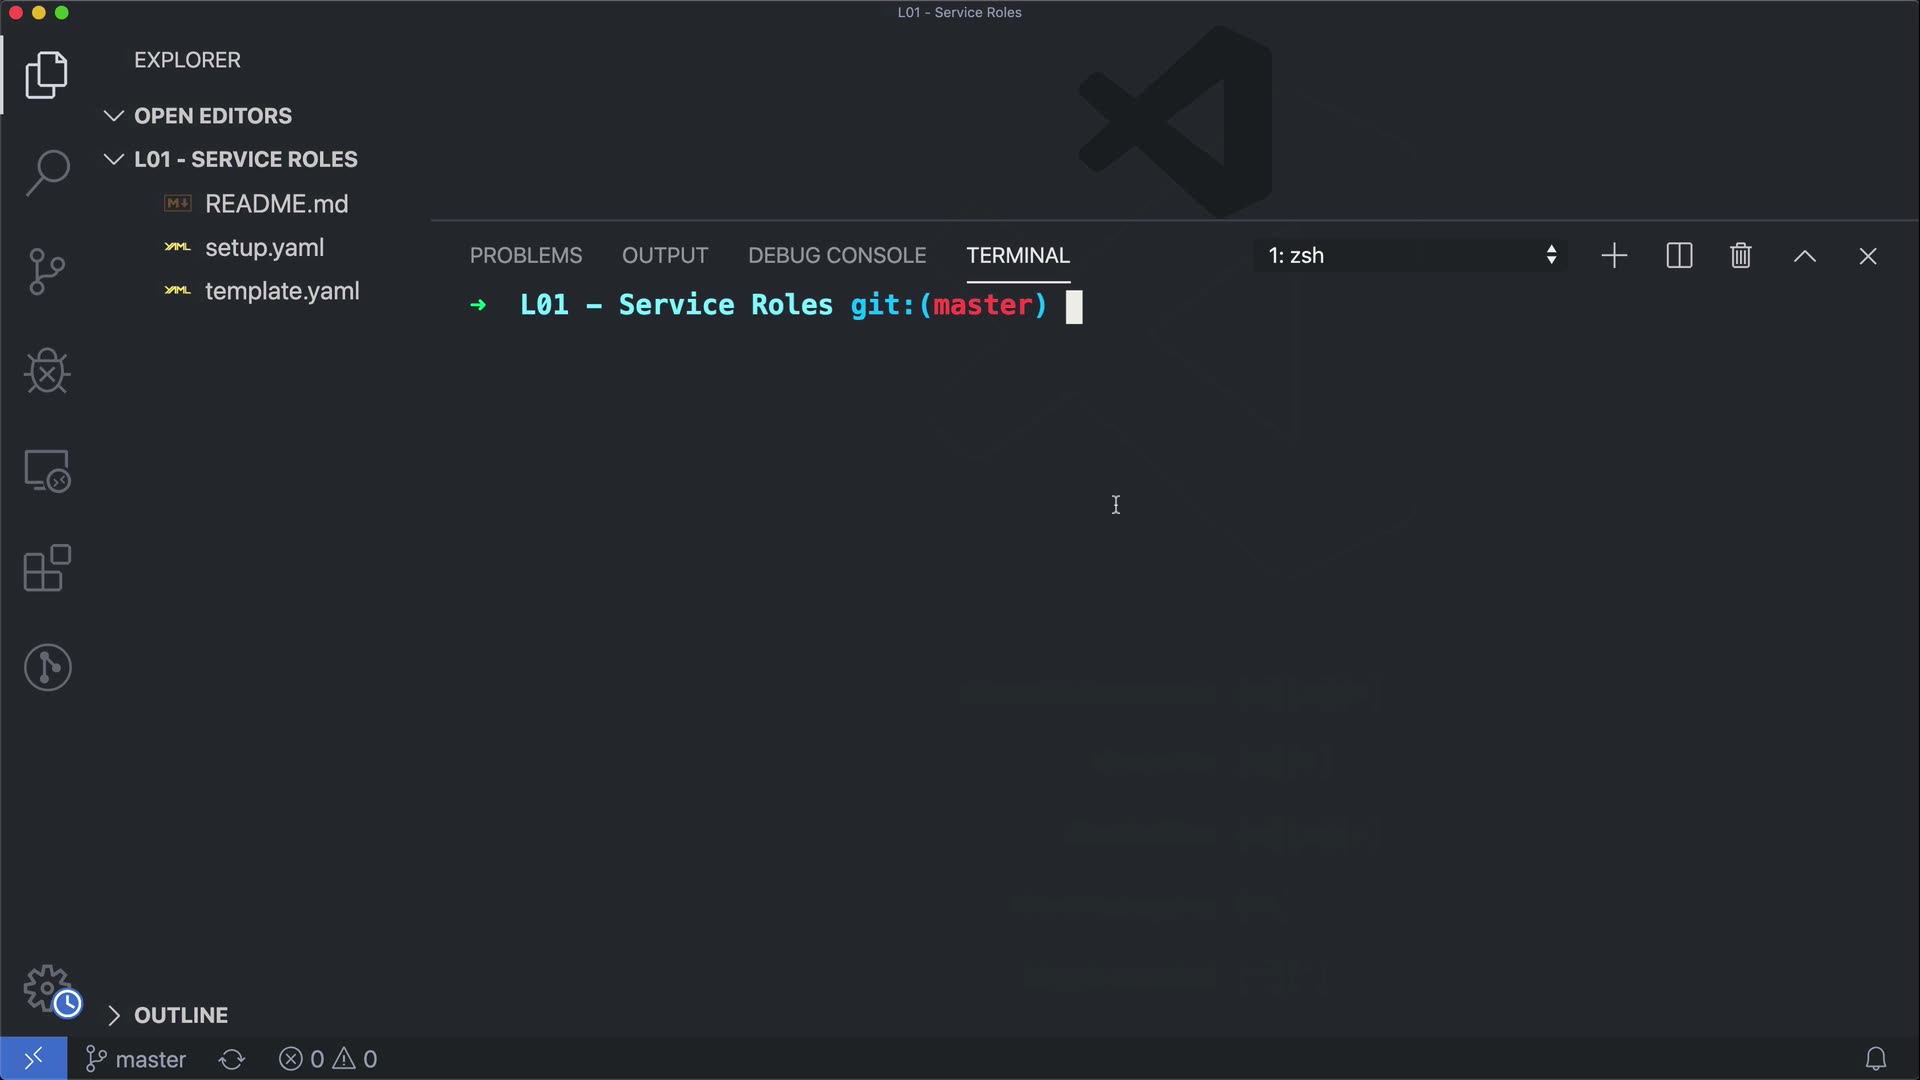 L01 - Service Roles
EXPLORER
OPEN EDITORS
L01 - SERVICE ROLES
README.md
setup.yaml
template.yaml
PROBLEMS OUTPUT DEBUG CONSOLE TERMINAL 1: zsh
➜ L01 - Service Roles git:(master)
OUTLINE
master 0 0